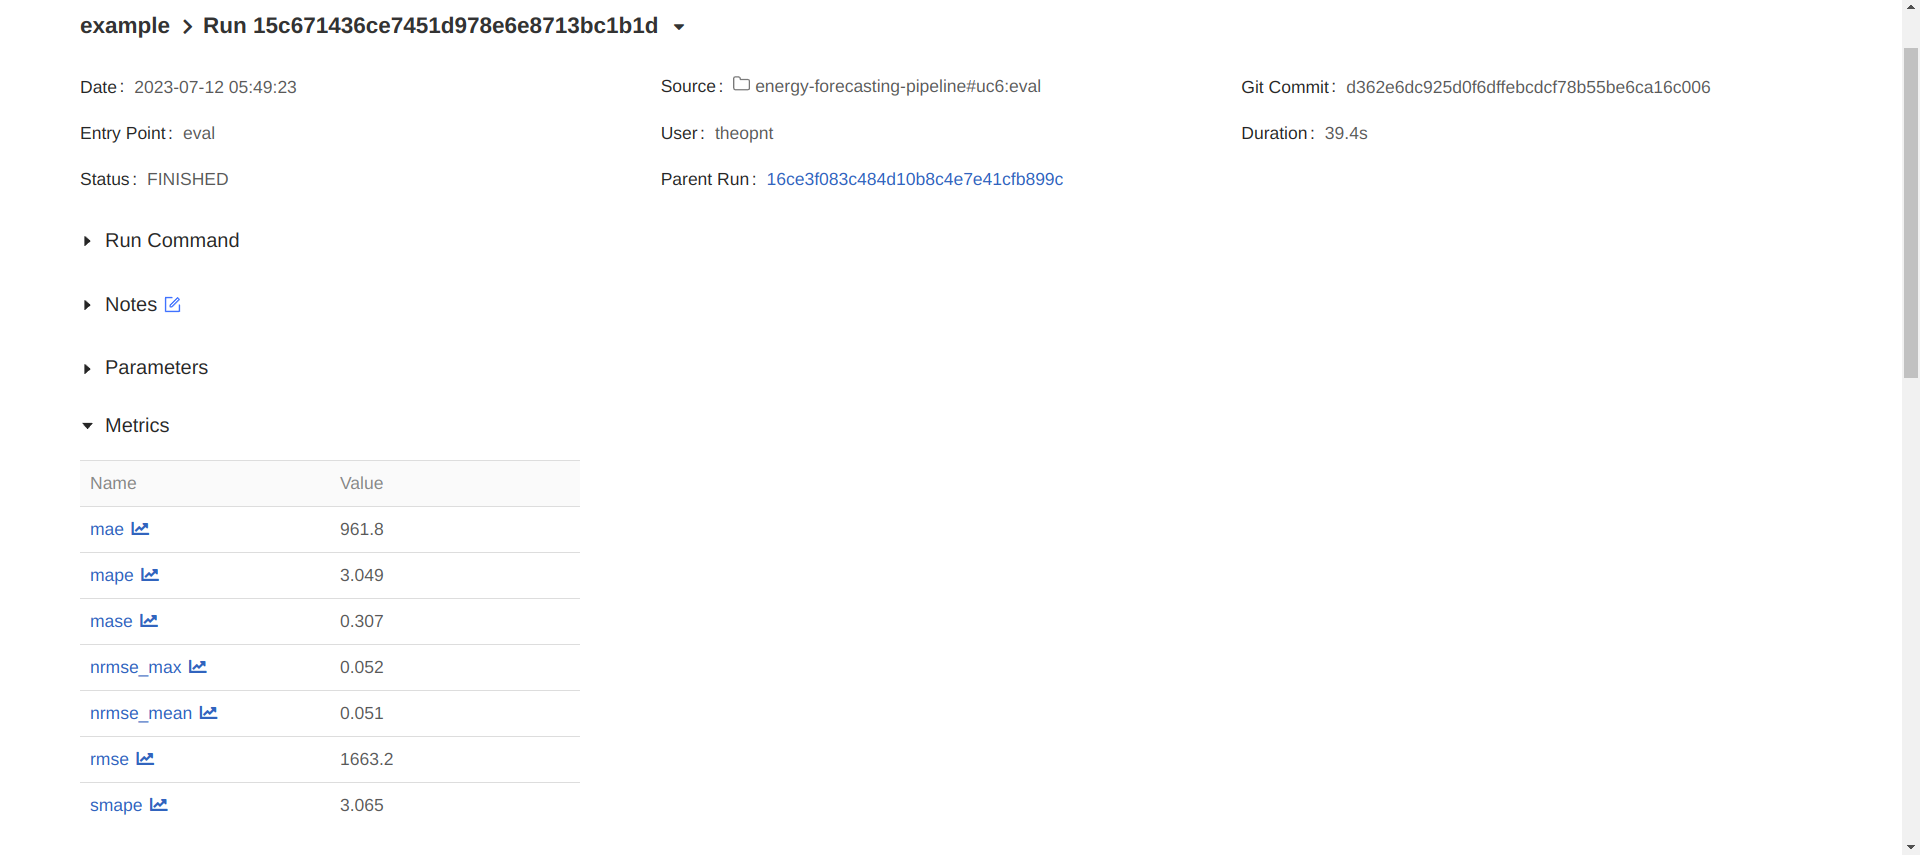 example > Run 15c671436ce7451d978e6e8713bc1b1d
Date: 2023-07-12 05:49:23
Source: energy-forecasting-pipeline#uc6:eval
Git Commit: d362e6dc925d0f6dffebcdcf78b55be6ca16c006
Entry Point: eval
User: theopnt
Duration: 39.4s
Status: FINISHED
Parent Run: 16ce3f083c484d10b8c4e7e41cfb899c
Run Command
Notes
Parameters
Metrics
Name Value
mae 961.8
mape 3.049
mase 0.307
nrmse_max 0.052
nrmse_mean 0.051
rmse 1663.2
smape 3.065